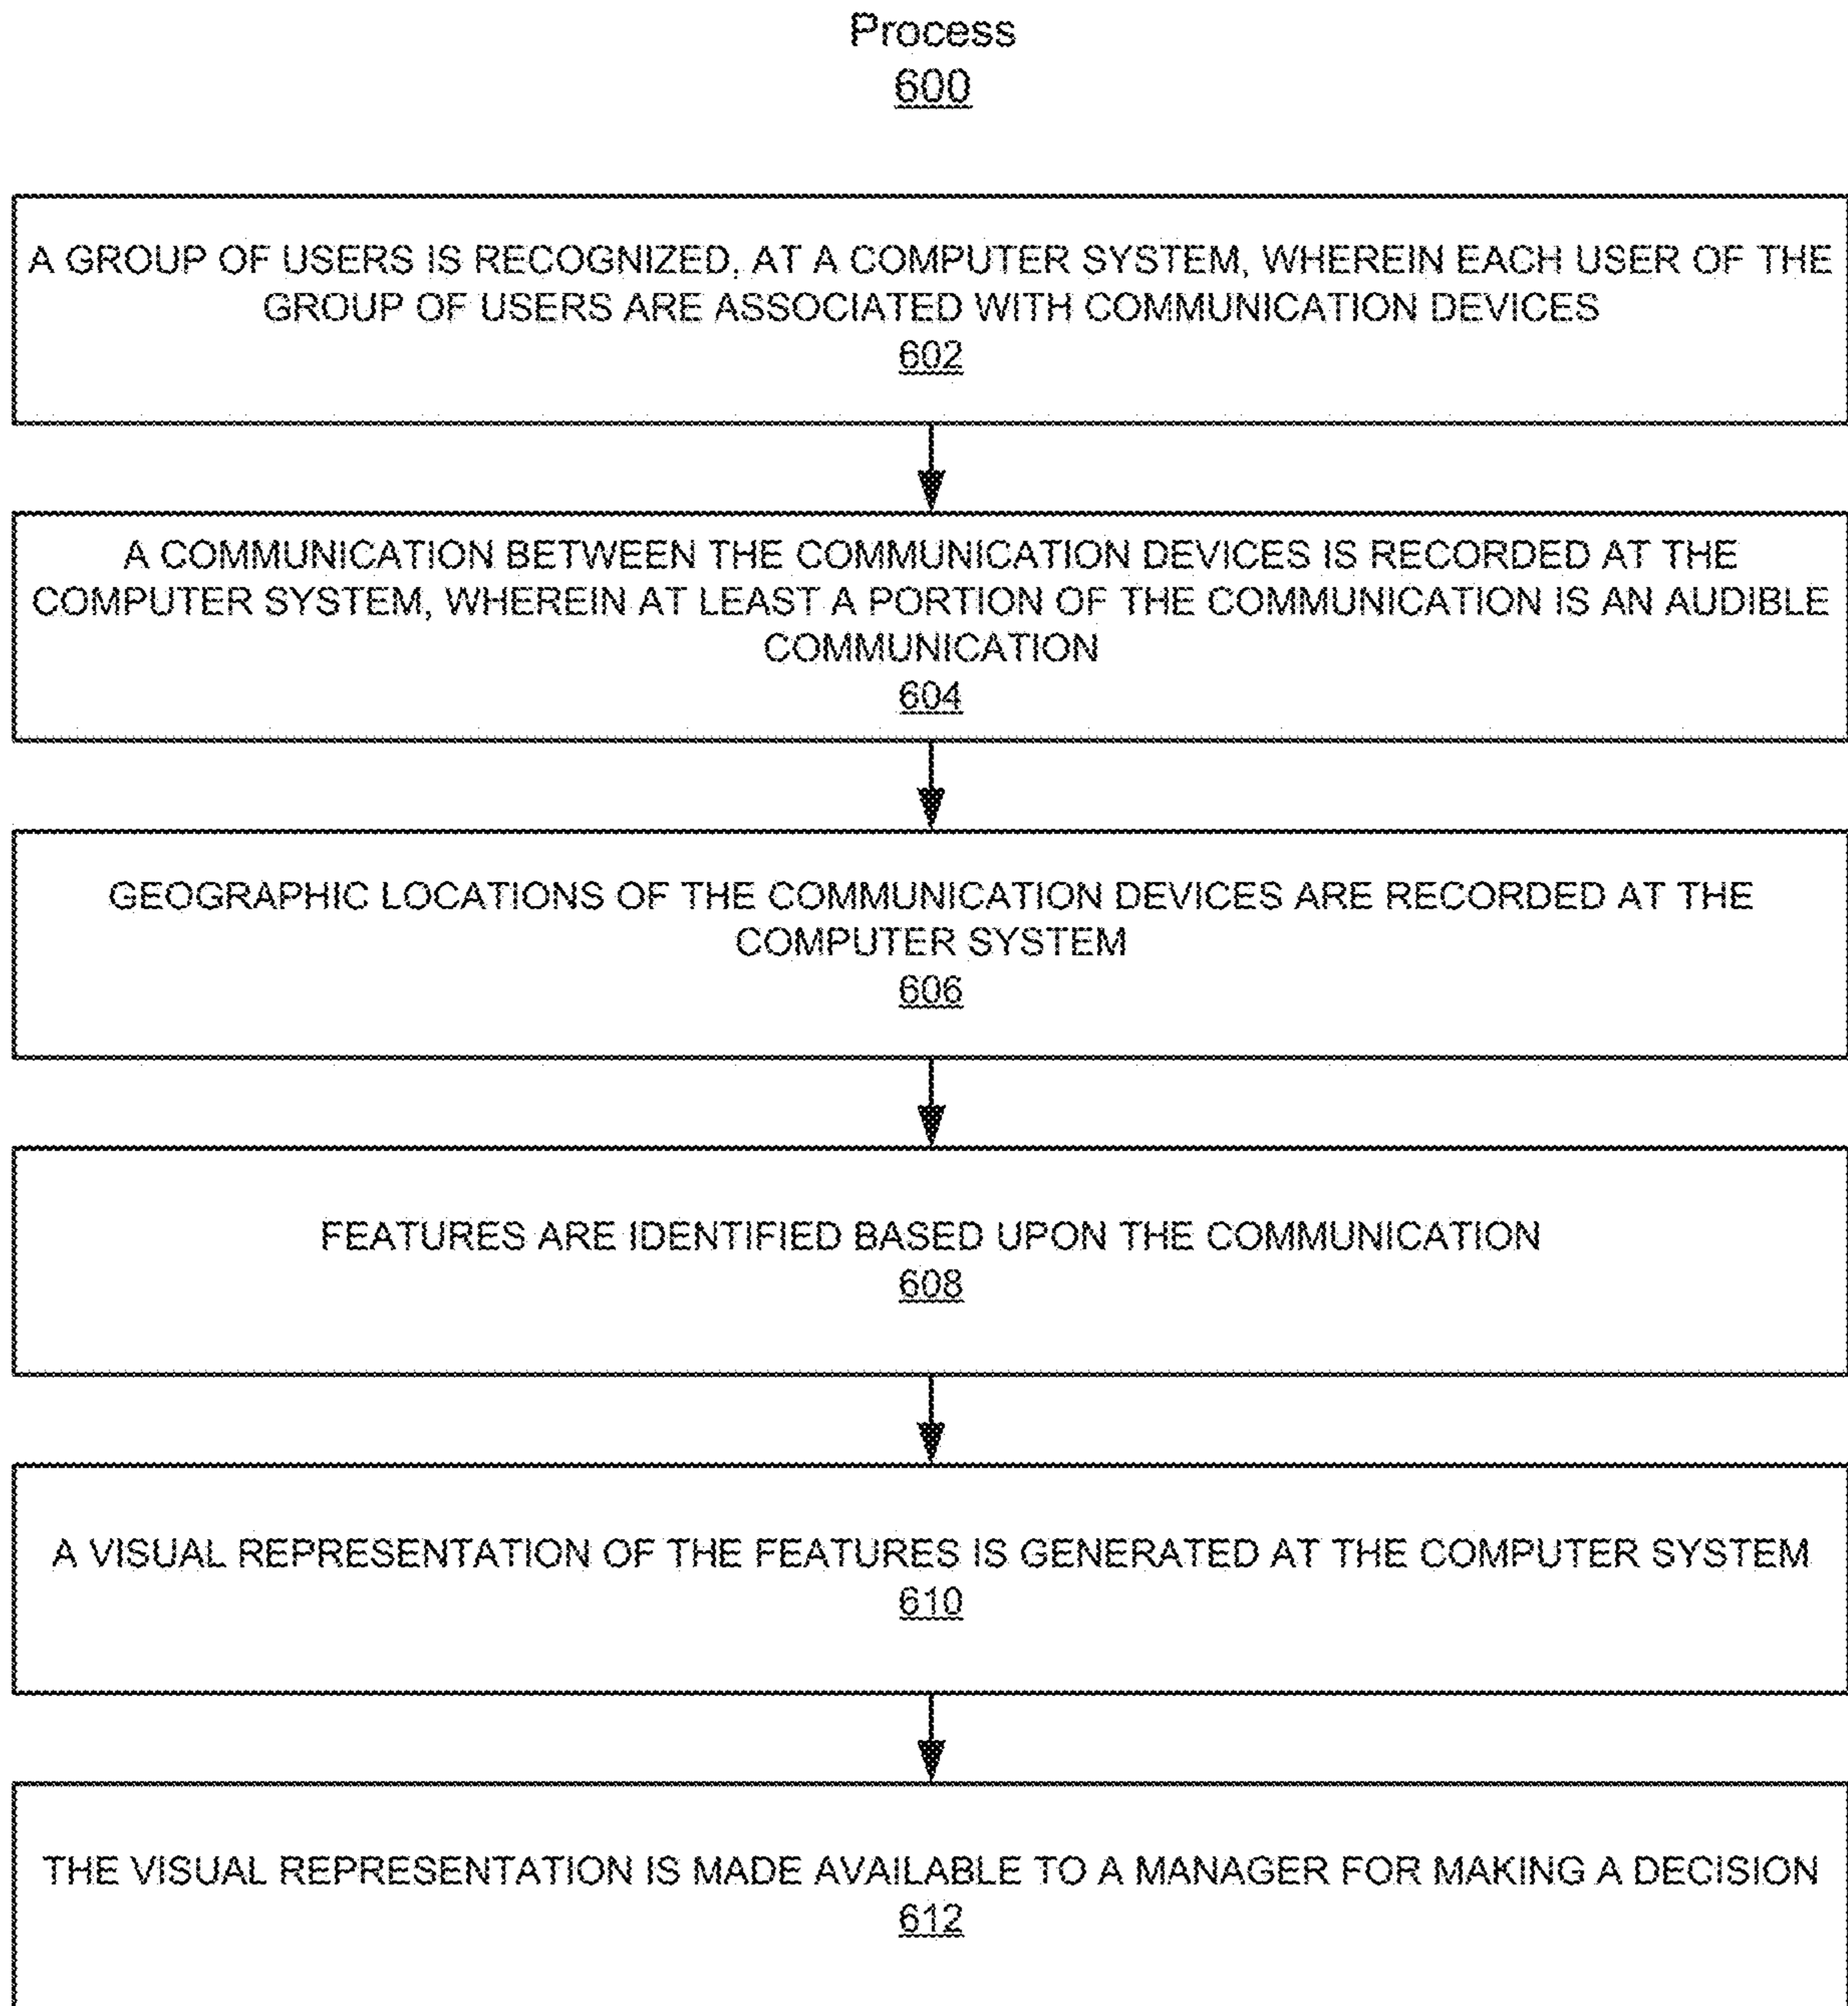 Process
600
A GROUP OF USERS IS RECOGNIZED, AT A COMPUTER SYSTEM, WHEREIN EACH USER OF THE
GROUP OF USERS ARE ASSOCIATED WITH COMMUNICATION DEVICES
602
A COMMUNICATION BETWEEN THE COMMUNICATION DEVICES IS RECORDED AT THE
COMPUTER SYSTEM, WHEREIN AT LEAST A PORTION OF THE COMMUNICATION IS AN AUDIBLE
COMMUNICATION
604
GEOGRAPHIC LOCATIONS OF THE COMMUNICATION DEVICES ARE RECORDED AT THE
COMPUTER SYSTEM
606
FEATURES ARE IDENTIFIED BASED UPON THE COMMUNICATION
608
A VISUAL REPRESENTATION OF THE FEATURES IS GENERATED AT THE COMPUTER SYSTEM
610
THE VISUAL REPRESENTATION IS MADE AVAILABLE TO A MANAGER FOR MAKING A DECISION
612